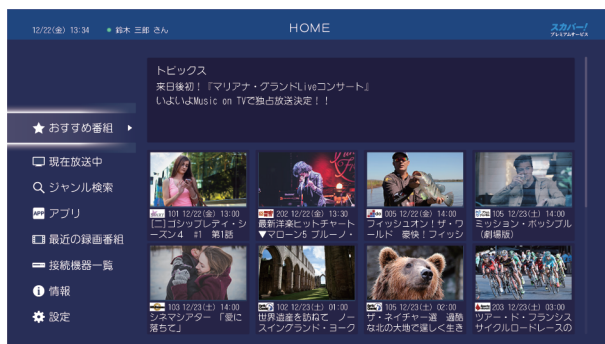 12/22(金) 13:34 ● 鈴木 三郎 さん
HOME
スカパー!
プレミアムサービス
トピックス
来日後初!『マリアナ・グランドLiveコンサート』
いよいよMusic on TVで独占放送決定!!
★ おすすめ番組
現在放送中
ジャンル検索
APP アプリ
最近の録画番組
接続機器一覧
情報
設定
101 12/22(金) 13:00
[二]ゴシップレディ・シ
ーズン4 #1 第1話
202 12/22(金) 13:30
最新洋楽ヒットチャート
▼マローン5 ブルーノ・
005 12/22(金) 14:00
フィッシュオン!ザ・ワ
ールド 豪快!フィッシ
105 12/23(土) 14:00
ミッション・ポッシブル
(劇場版)
103 12/23(土) 14:00
シネマシアター 「愛に
落ちて」
102 12/23(土) 01:00
世界遺産を訪ねて ノー
スイングランド・ヨーク
105 12/23(土) 02:00
ザ・ネイチャー選 過酷
な北の大地で逞しく生き
203 12/23(土) 03:00
ツアー・ド・フランシス
サイクルロードレースの